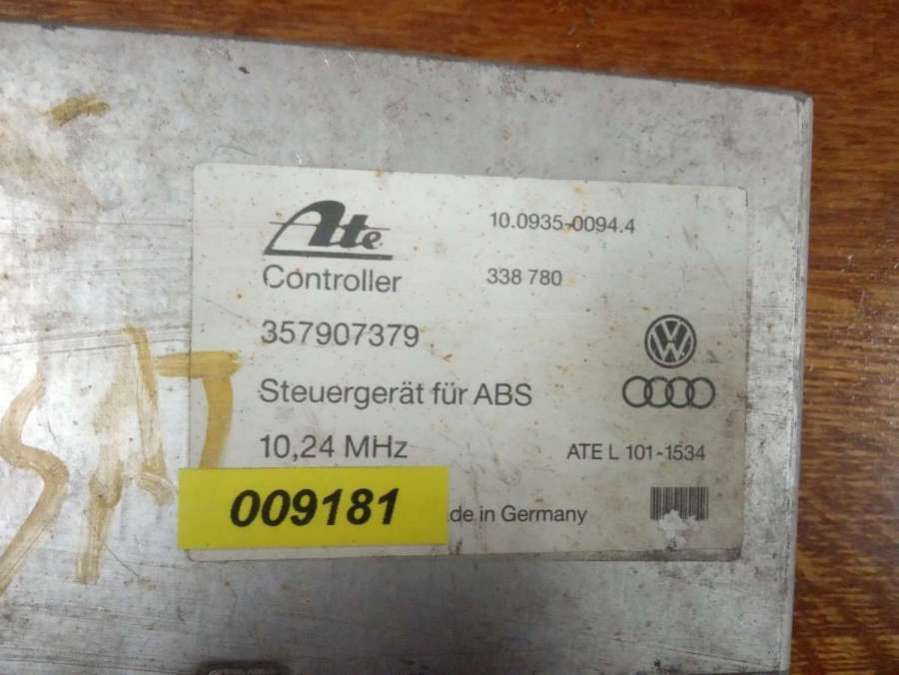 Ate
10.0935-0094.4
Controller
338 780
357907379
Steuergerät für ABS
10,24 MHz
ATE L 101-1534
009181
de in Germany